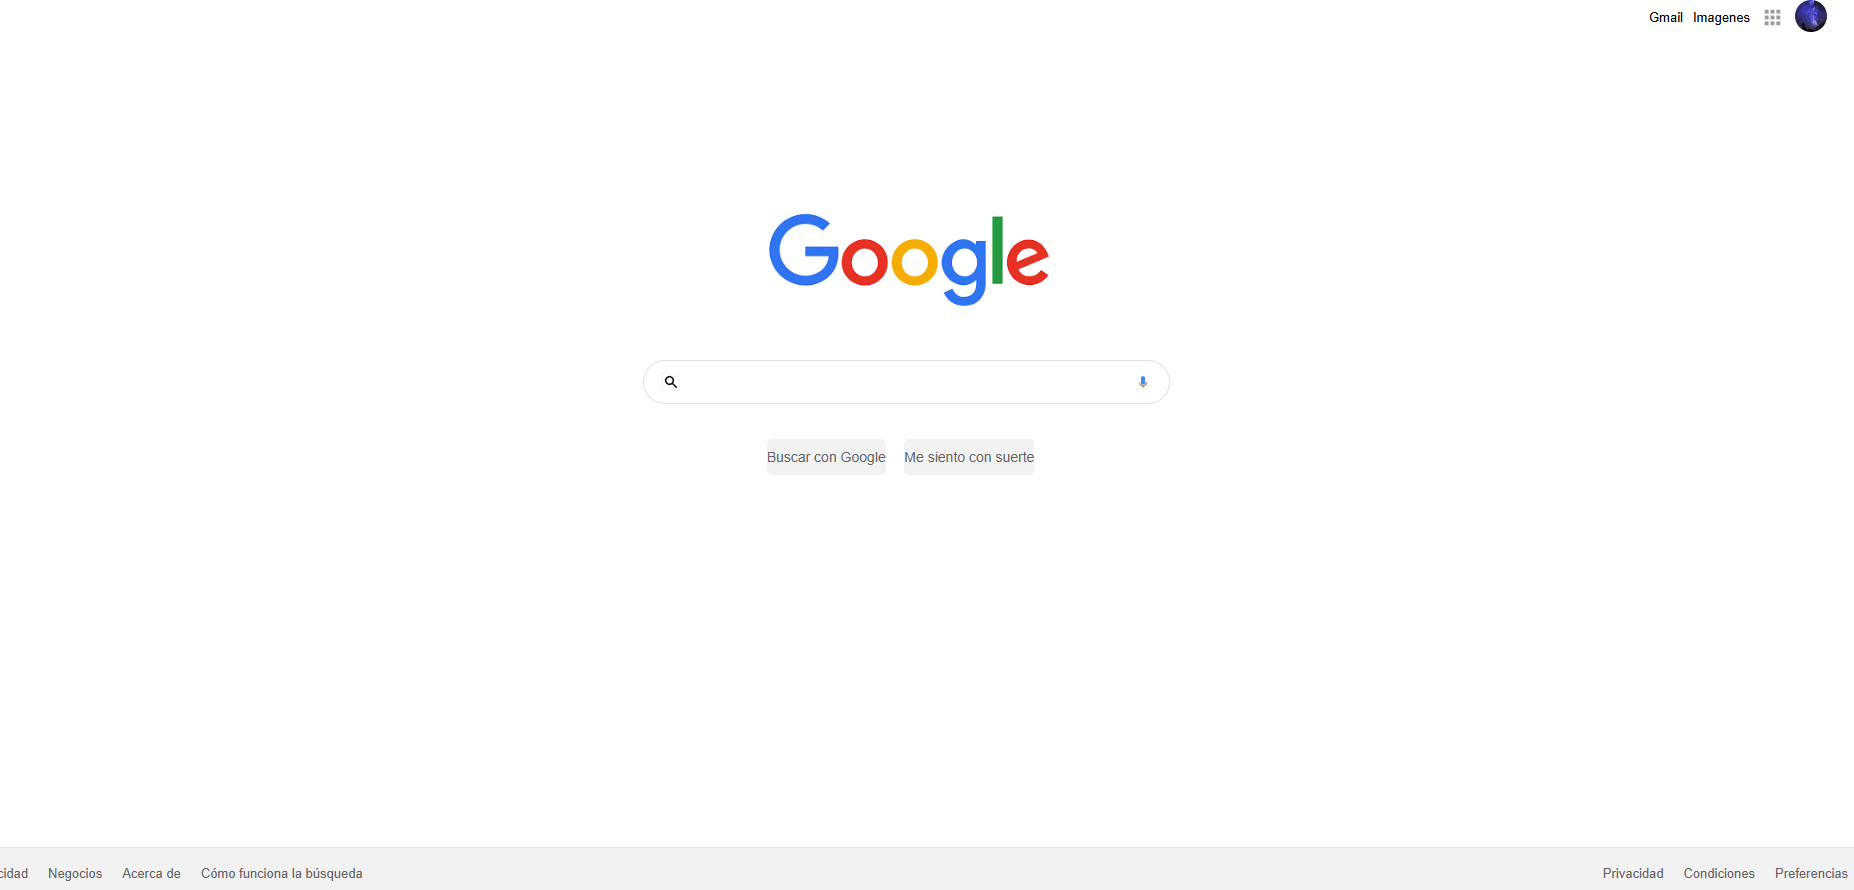 Gmail Imagenes
Google
Buscar con Google Me siento con suerte
cidad Negocios Acerca de Cómo funciona la búsqueda Privacidad Condiciones Preferencias